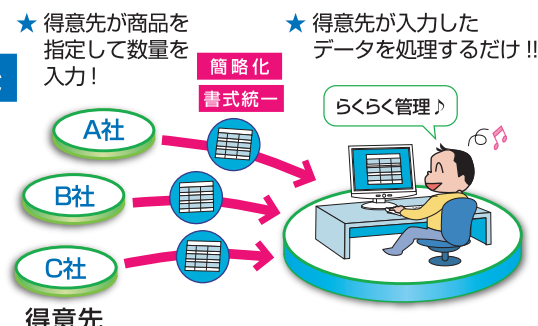 ★ 得意先が商品を
指定して数量を
入力！
★ 得意先が入力した
データを処理するだけ!!
簡略化
書式統一
らくらく管理♪
A社
B社
C社
得意先